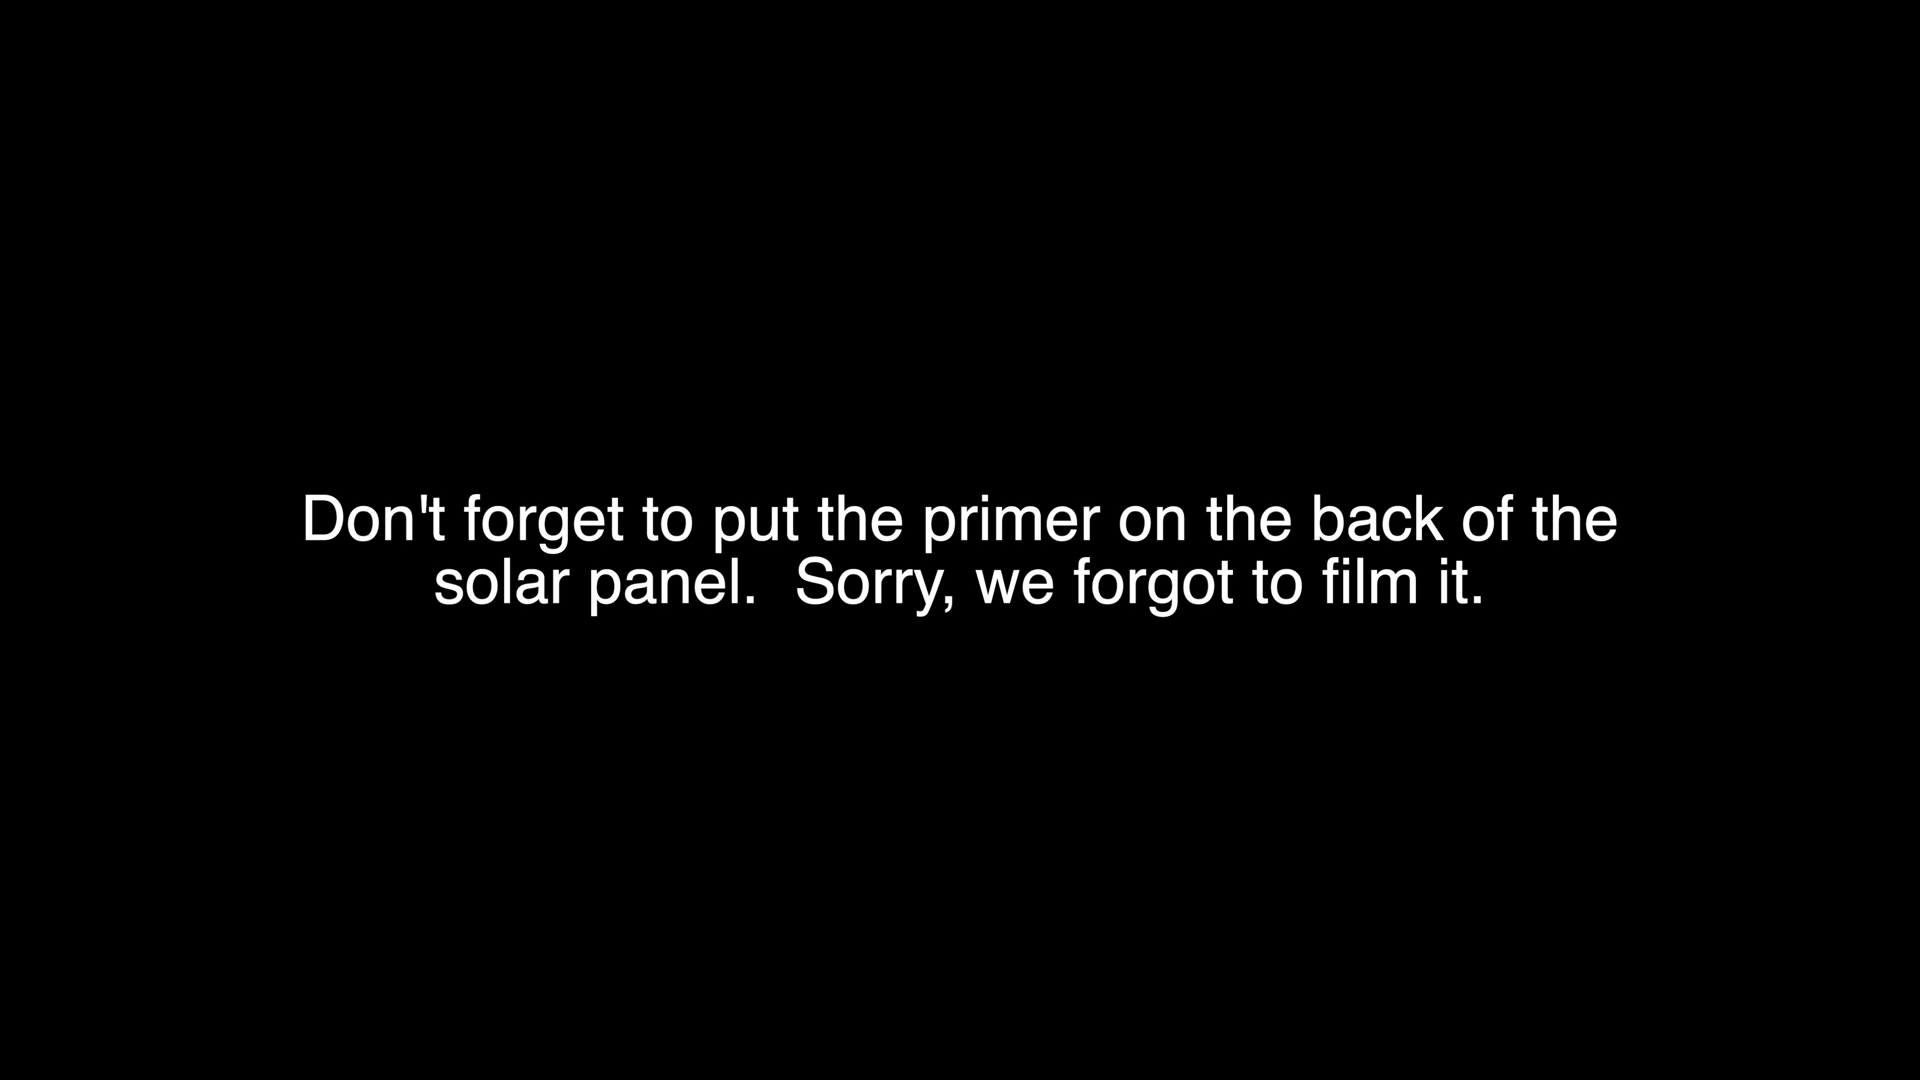 Don't forget to put the primer on the back of the
solar panel.  Sorry, we forgot to film it.